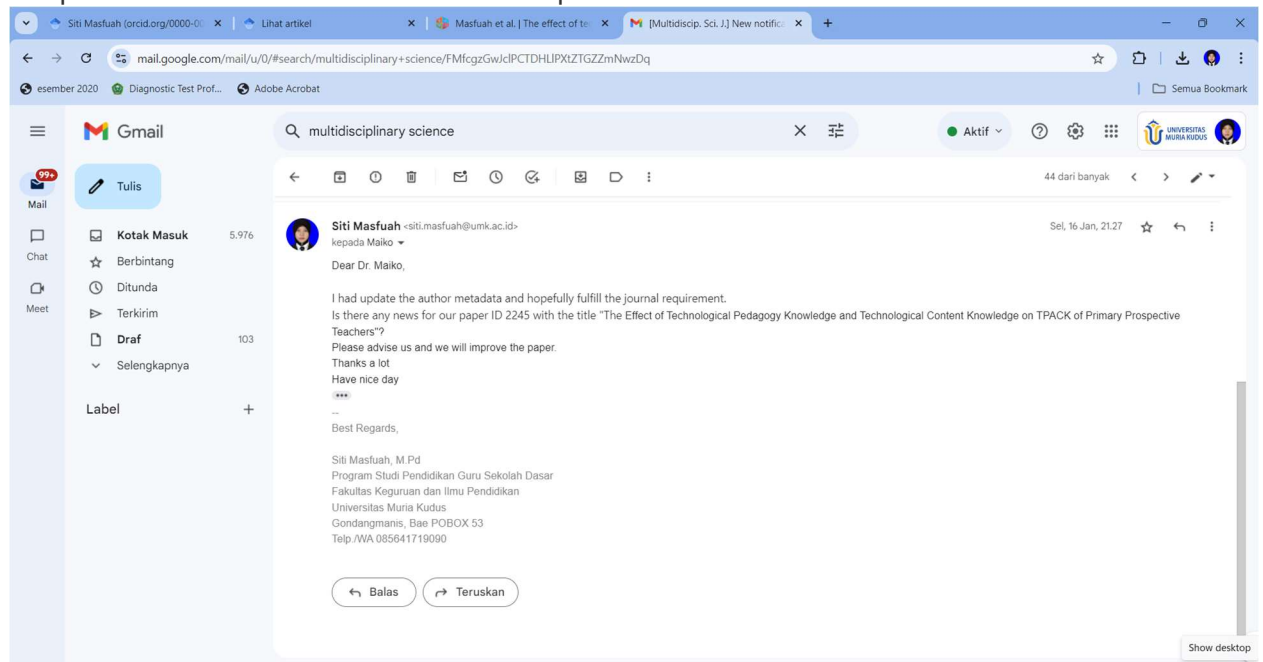 Siti Masfuah (orcid.org/0000-00
Lihat artikel
Masfuah et al. | The effect of te
[Multidiscip. Sci. J.] New notific
mail.google.com/mail/u/0/#search/multidisciplinary+science/FMfcgzGwJclPCTDHLlPXtZTGZZmNwzDq
esember 2020
Diagnostic Test Prof...
Adobe Acrobat
Semua Bookmark
Gmail
multidisciplinary science
Aktif
UNIVERSITAS
MURIA KUDUS
99+
Mail
Chat
Meet
Tulis
Kotak Masuk 5.976
Berbintang
Ditunda
Terkirim
Draf 103
Selengkapnya
Label +
44 dari banyak
Siti Masfuah <siti.masfuah@umk.ac.id>
Sel, 16 Jan, 21.27
kepada Maiko
Dear Dr. Maiko,
I had update the author metadata and hopefully fulfill the journal requirement.
Is there any news for our paper ID 2245 with the title "The Effect of Technological Pedagogy Knowledge and Technological Content Knowledge on TPACK of Primary Prospective
Teachers"?
Please advise us and we will improve the paper.
Thanks a lot
Have nice day
--
Best Regards,
Siti Masfuah, M.Pd
Program Studi Pendidikan Guru Sekolah Dasar
Fakultas Keguruan dan Ilmu Pendidikan
Universitas Muria Kudus
Gondangmanis, Bae POBOX 53
Telp./WA 085641719090
Balas
Teruskan
Show desktop